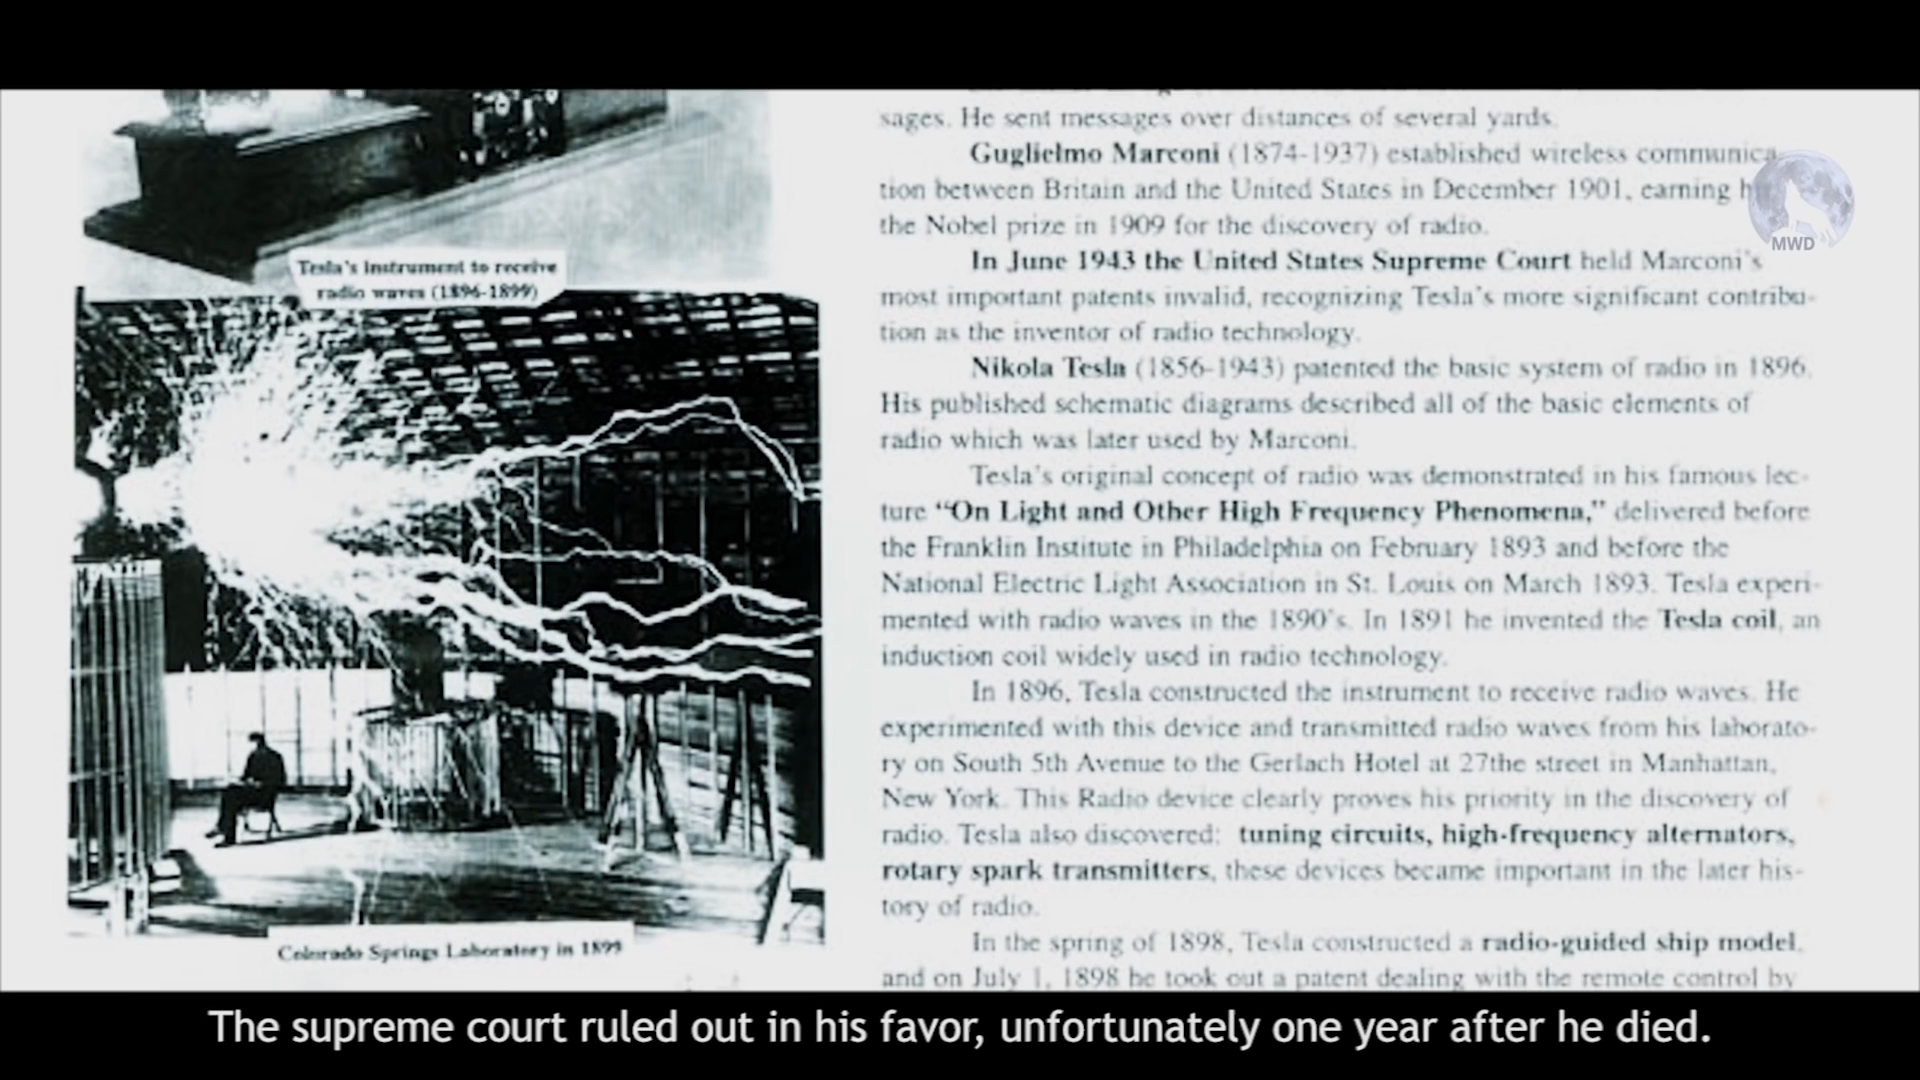 Tesla's instrument to receive
radio waves (1896-1899)
Colorado Springs Laboratory in 1899
sages. He sent messages over distances of several yards.
Guglielmo Marconi (1874-1937) established wireless communica
tion between Britain and the United States in December 1901, earning
the Nobel prize in 1909 for the discovery of radio.
In June 1943 the United States Supreme Court held Marconi's
most important patents invalid, recognizing Tesla's more significant contribu-
tion as the inventor of radio technology.
Nikola Tesla (1856-1943) patented the basic system of radio in 1896.
His published schematic diagrams described all of the basic elements of
radio which was later used by Marconi.
Tesla's original concept of radio was demonstrated in his famous lec-
ture “On Light and Other High Frequency Phenomena,” delivered before
the Franklin Institute in Philadelphia on February 1893 and before the
National Electric Light Association in St. Louis on March 1893. Tesla experi-
mented with radio waves in the 1890's. In 1891 he invented the Tesla coil, an
induction coil widely used in radio technology.
In 1896, Tesla constructed the instrument to receive radio waves. He
experimented with this device and transmitted radio waves from his laborato-
ry on South 5th Avenue to the Gerlach Hotel at 27the street in Manhattan,
New York. This Radio device clearly proves his priority in the discovery of
radio. Tesla also discovered: tuning circuits, high-frequency alternators,
rotary spark transmitters, these devices became important in the later his-
tory of radio.
In the spring of 1898, Tesla constructed a radio-guided ship model,
and on July 1, 1898 he took out a patent dealing with the remote control by
MWD
The supreme court ruled out in his favor, unfortunately one year after he died.